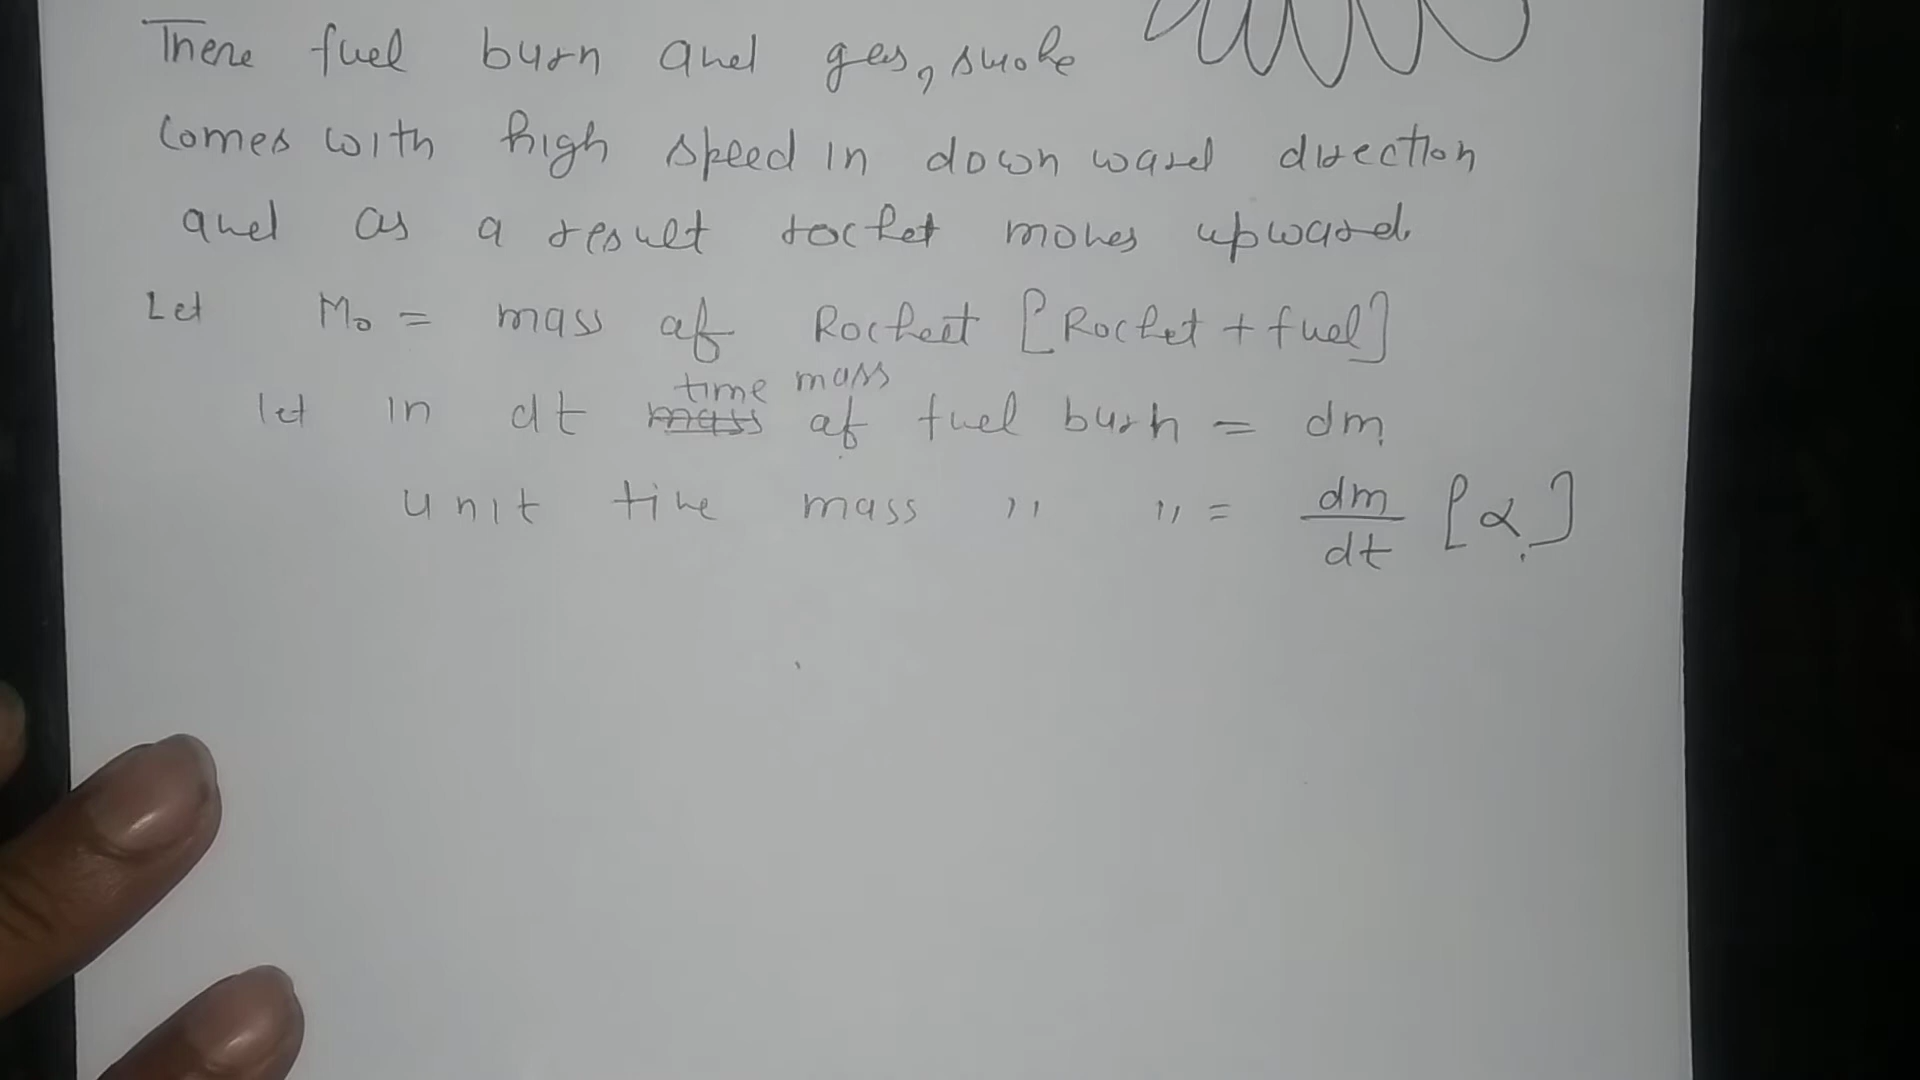 There fuel burn and gas, smoke
comes with high speed in down ward direction
and as a result rocket moves upward.
Let M₀ = mass of Rocket [Rocket + fuel]
let in dt time mass of fuel burn = dm
unit time mass ,, ,, = dm/dt [α]